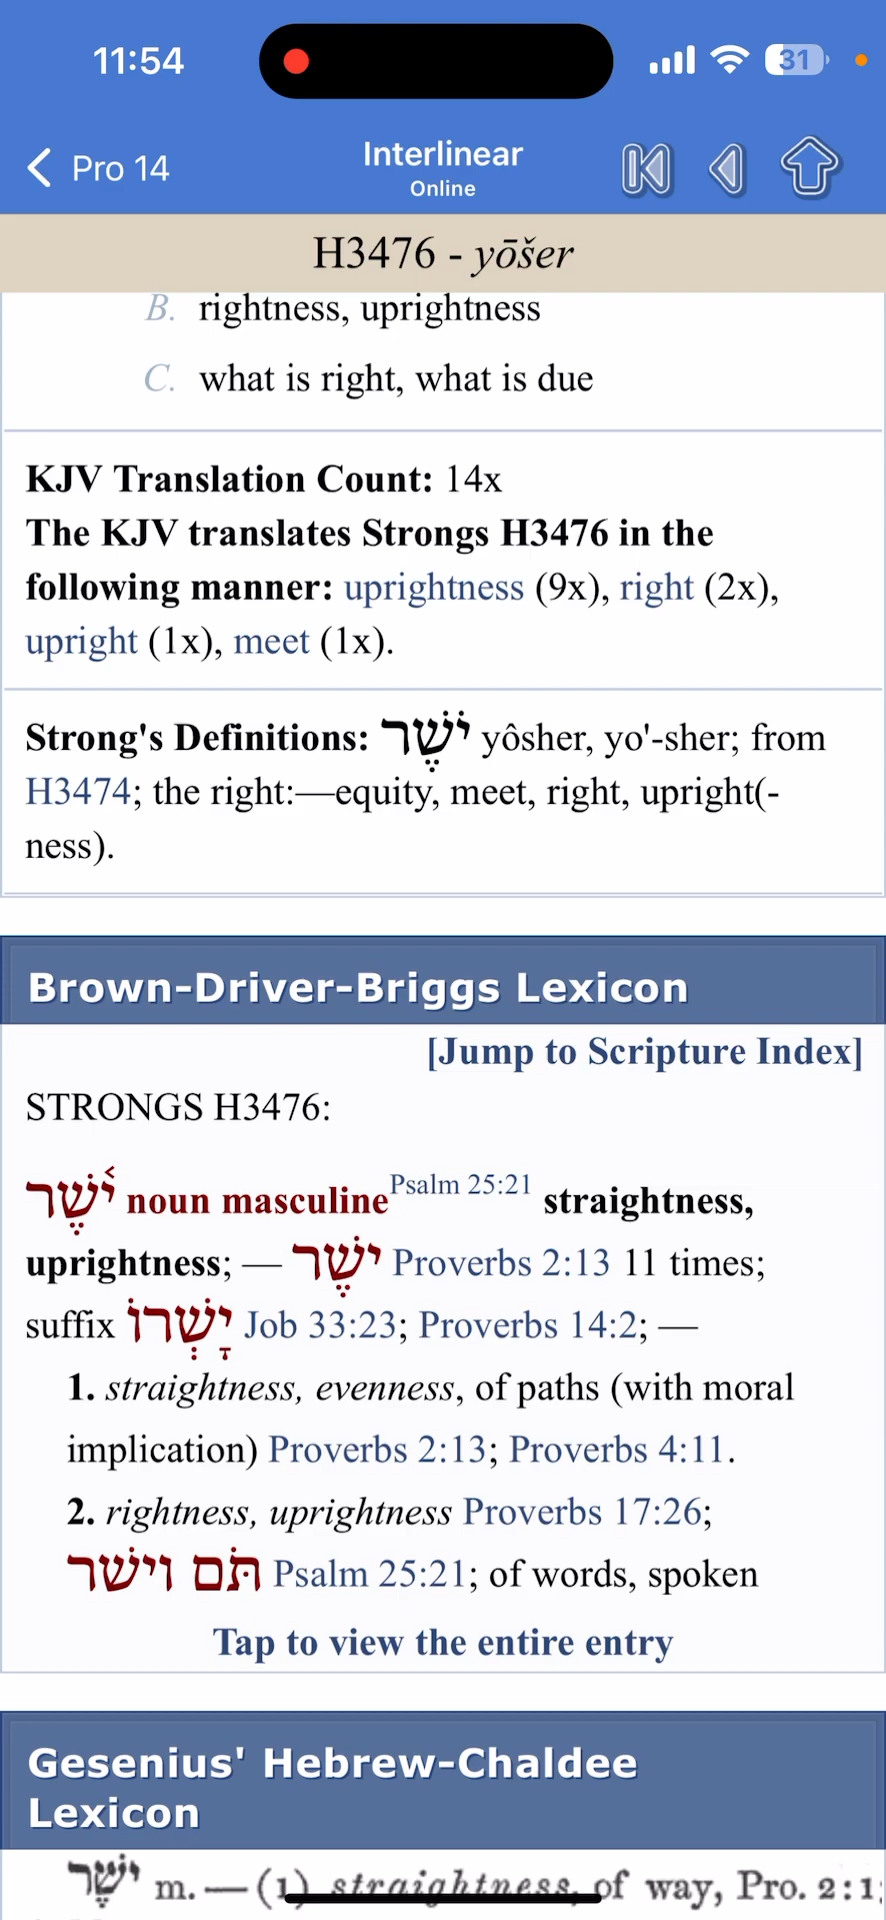 11:54
31
Pro 14
Interlinear
Online
H3476 - yōšer
B. rightness, uprightness
C. what is right, what is due
KJV Translation Count: 14x
The KJV translates Strongs H3476 in the
following manner: uprightness (9x), right (2x),
upright (1x), meet (1x).
Strong's Definitions: יֹשֶׁר yôsher, yo'-sher; from
H3474; the right:—equity, meet, right, upright(-
ness).
Brown-Driver-Briggs Lexicon
[Jump to Scripture Index]
STRONGS H3476:
יֹ֫שֶׁר noun masculine Psalm 25:21 straightness,
uprightness; — ישֶׁר Proverbs 2:13 11 times;
suffix יָשְׁרוֹ Job 33:23; Proverbs 14:2; —
1. straightness, evenness, of paths (with moral
implication) Proverbs 2:13; Proverbs 4:11.
2. rightness, uprightness Proverbs 17:26;
תֹּם וישׁר Psalm 25:21; of words, spoken
Tap to view the entire entry
Gesenius' Hebrew-Chaldee
Lexicon
יֹשֶׁר m. — (1) straightness, of way, Pro. 2:1